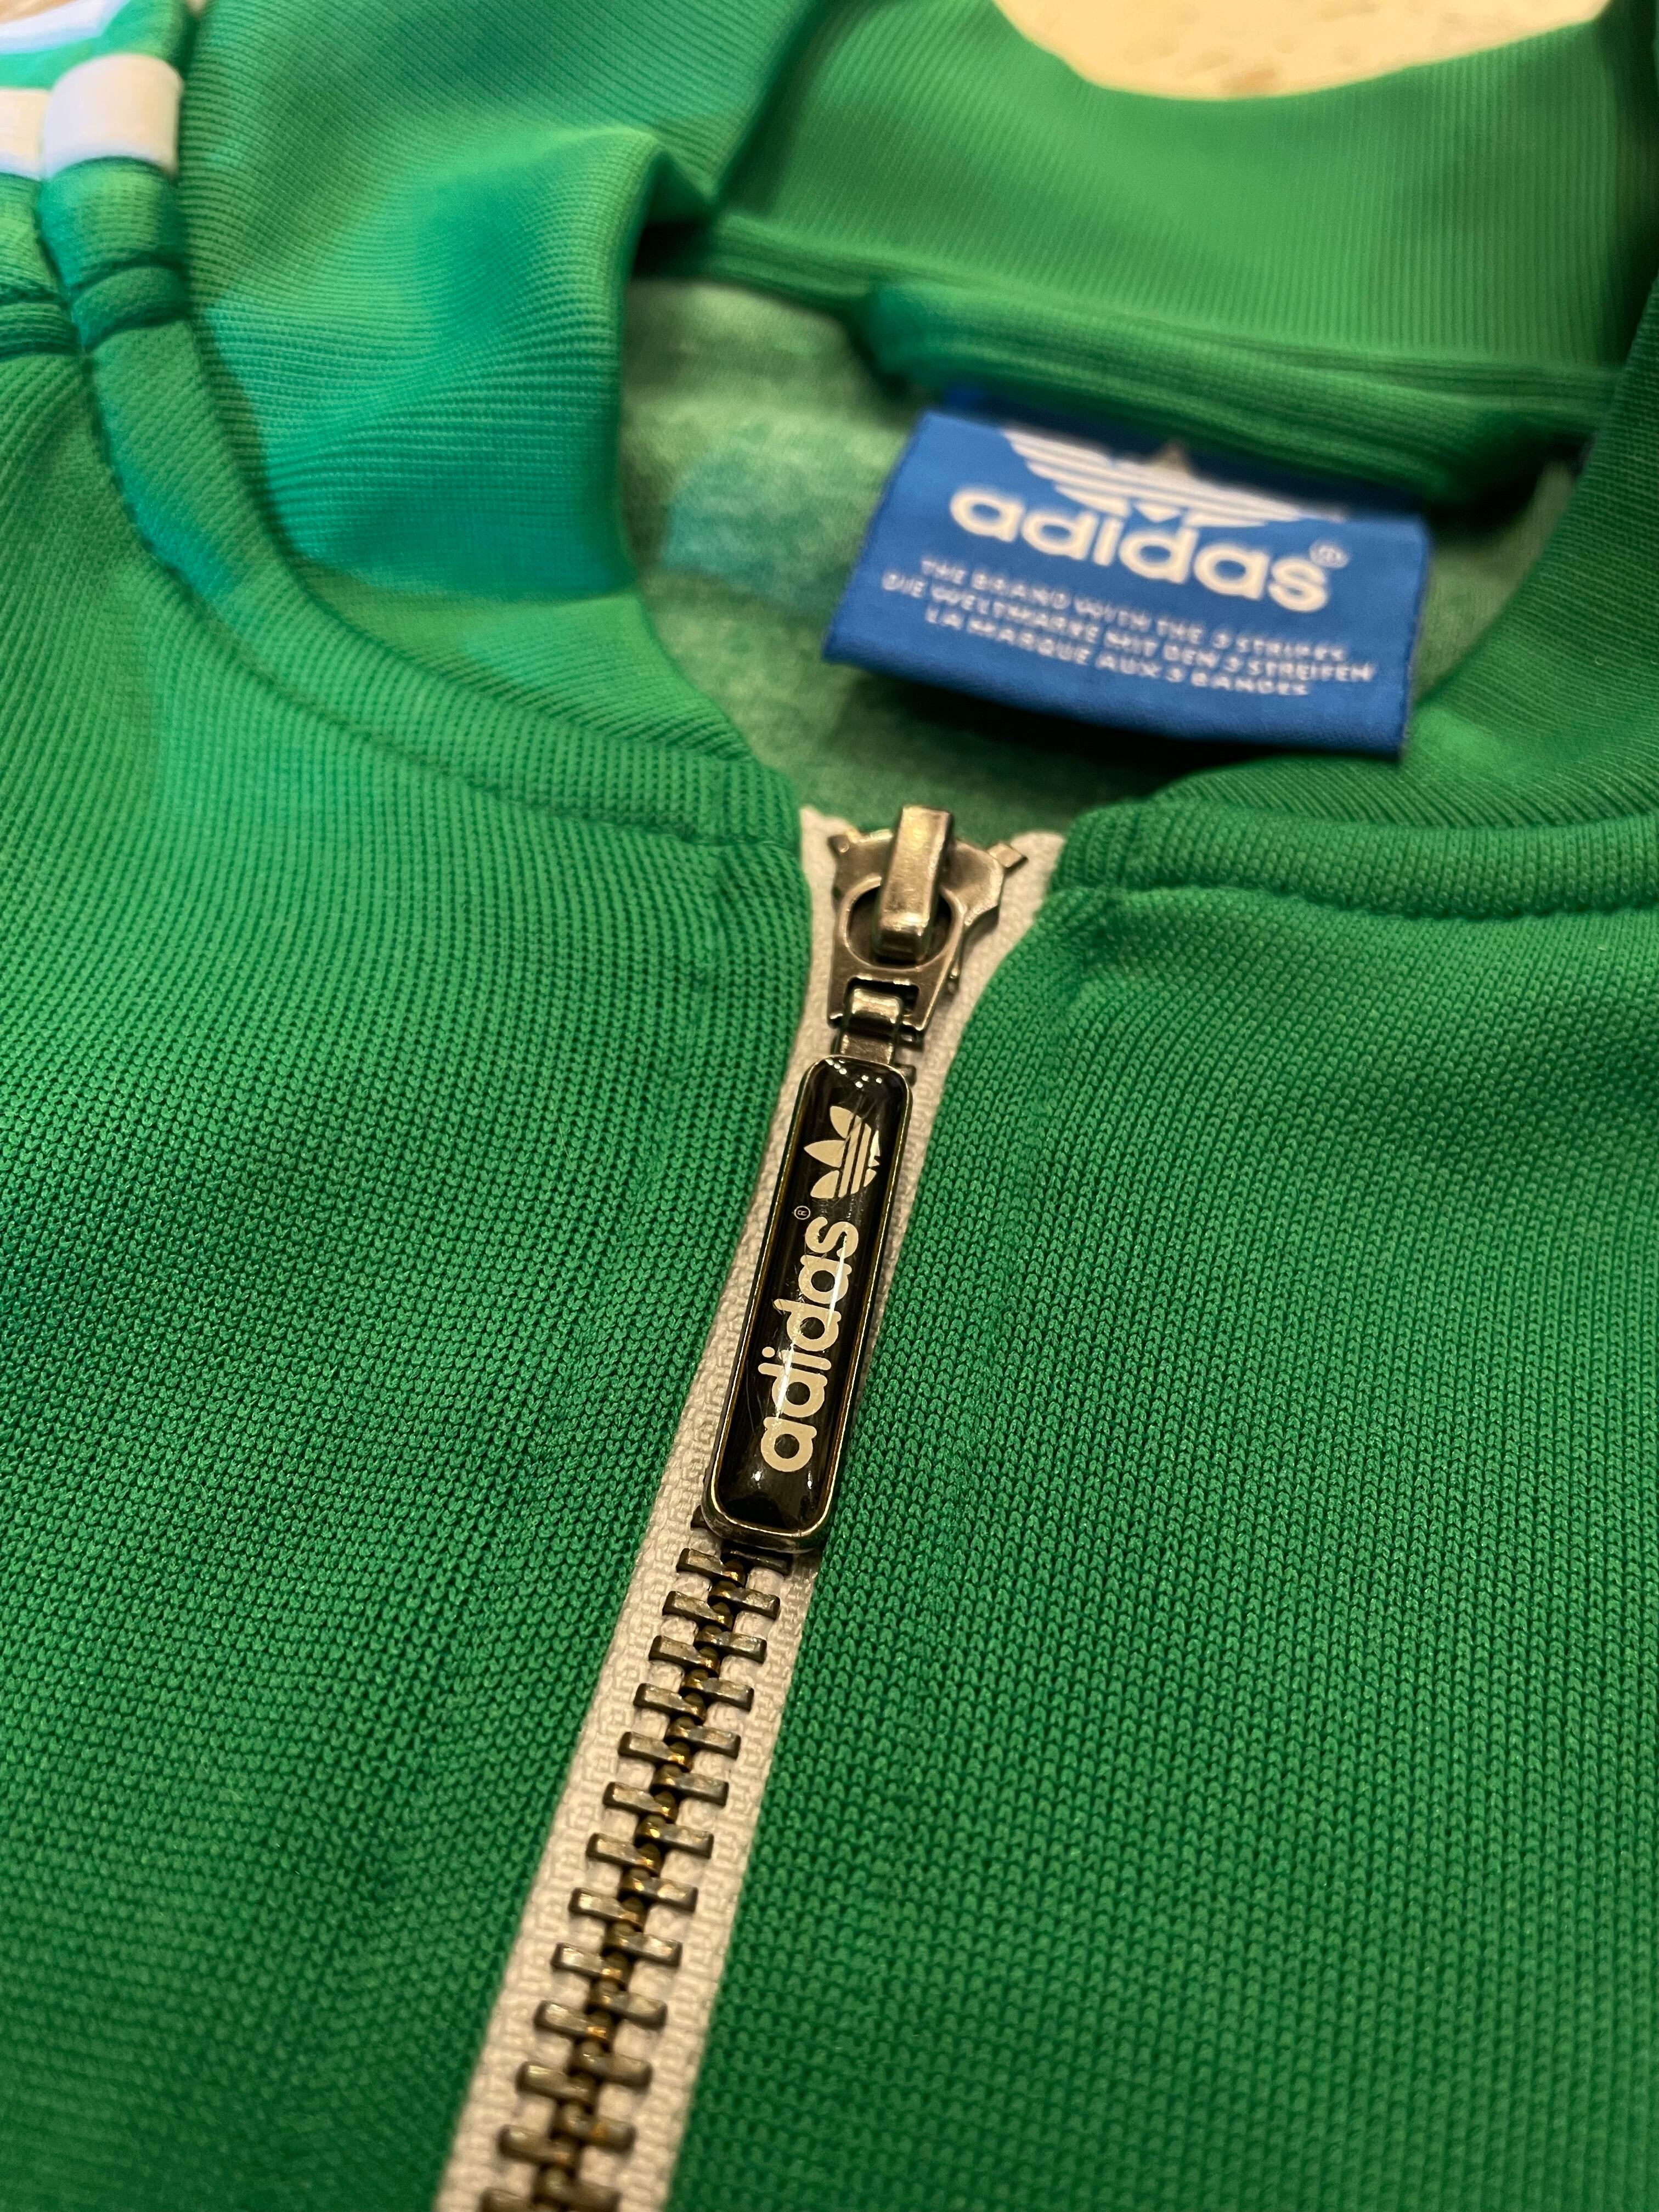 adidas®
THE BRAND WITH THE 3 STRIPES
DIE WELTMARKE MIT DEN 3 STREIFEN
LA MARQUE AUX 3 BANDES
adidas®